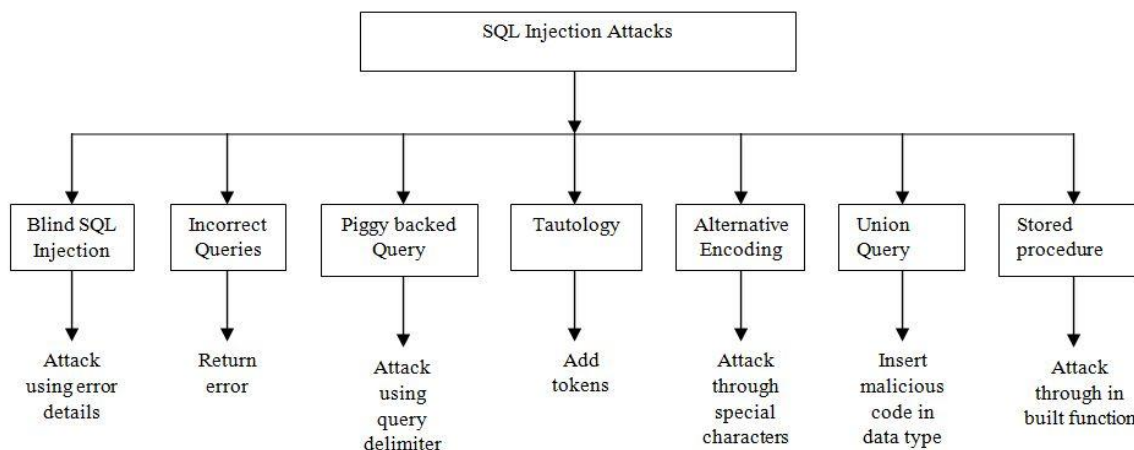 SQL Injection Attacks
Blind SQL
Injection
Incorrect
Queries
Piggy backed
Query
Tautology
Alternative
Encoding
Union
Query
Stored
procedure
Attack
using error
details
Return
error
Attack
using
query
delimiter
Add
tokens
Attack
through
special
characters
Insert
malicious
code in
data type
Attack
through in
built function